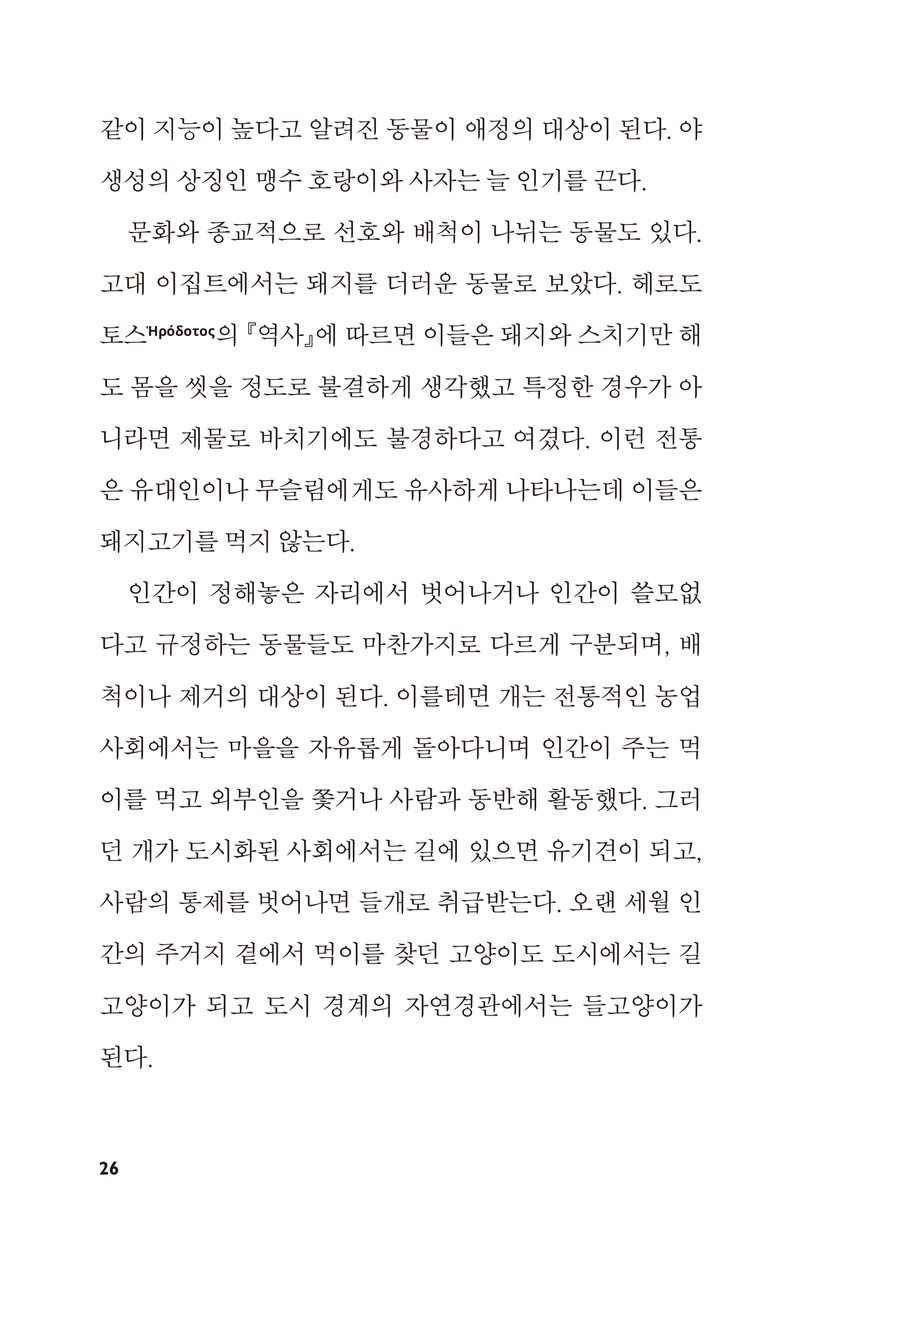 같이 지능이 높다고 알려진 동물이 애정의 대상이 된다. 야
생성의 상징인 맹수 호랑이와 사자는 늘 인기를 끈다.
문화와 종교적으로 선호와 배척이 나뉘는 동물도 있다.
고대 이집트에서는 돼지를 더러운 동물로 보았다. 헤로도
토스Ἡρόδοτος의 『역사』에 따르면 이들은 돼지와 스치기만 해
도 몸을 씻을 정도로 불결하게 생각했고 특정한 경우가 아
니라면 제물로 바치기에도 불경하다고 여겼다. 이런 전통
은 유대인이나 무슬림에게도 유사하게 나타나는데 이들은
돼지고기를 먹지 않는다.
인간이 정해놓은 자리에서 벗어나거나 인간이 쓸모없
다고 규정하는 동물들도 마찬가지로 다르게 구분되며, 배
척이나 제거의 대상이 된다. 이를테면 개는 전통적인 농업
사회에서는 마을을 자유롭게 돌아다니며 인간이 주는 먹
이를 먹고 외부인을 쫓거나 사람과 동반해 활동했다. 그러
던 개가 도시화된 사회에서는 길에 있으면 유기견이 되고,
사람의 통제를 벗어나면 들개로 취급받는다. 오랜 세월 인
간의 주거지 곁에서 먹이를 찾던 고양이도 도시에서는 길
고양이가 되고 도시 경계의 자연경관에서는 들고양이가
된다.
26